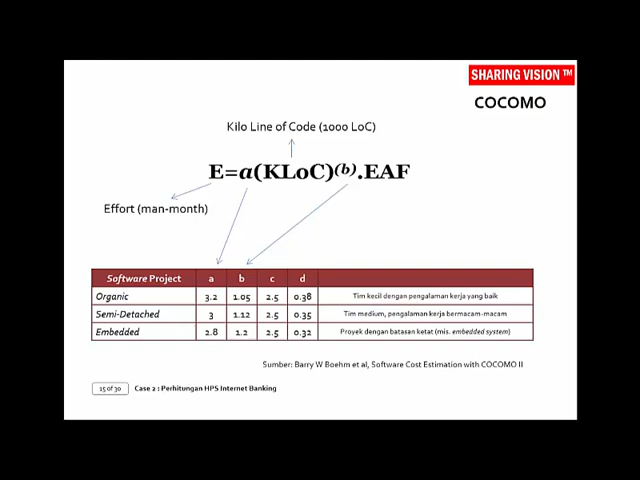 SHARING VISION ™
COCOMO
Kilo Line of Code (1000 LoC)
E=a(KLoC)(b).EAF
Effort (man-month)
Software Project a b c d
Organic 3.2 1.05 2.5 0.38 Tim kecil dengan pengalaman kerja yang baik
Semi-Detached 3 1.12 2.5 0.35 Tim medium, pengalaman kerja bermacam-macam
Embedded 2.8 1.2 2.5 0.32 Proyek dengan batasan ketat (mis. embedded system)
Sumber: Barry W Boehm et al, Software Cost Estimation with COCOMO II
15 of 30 Case 2 : Perhitungan HPS Internet Banking